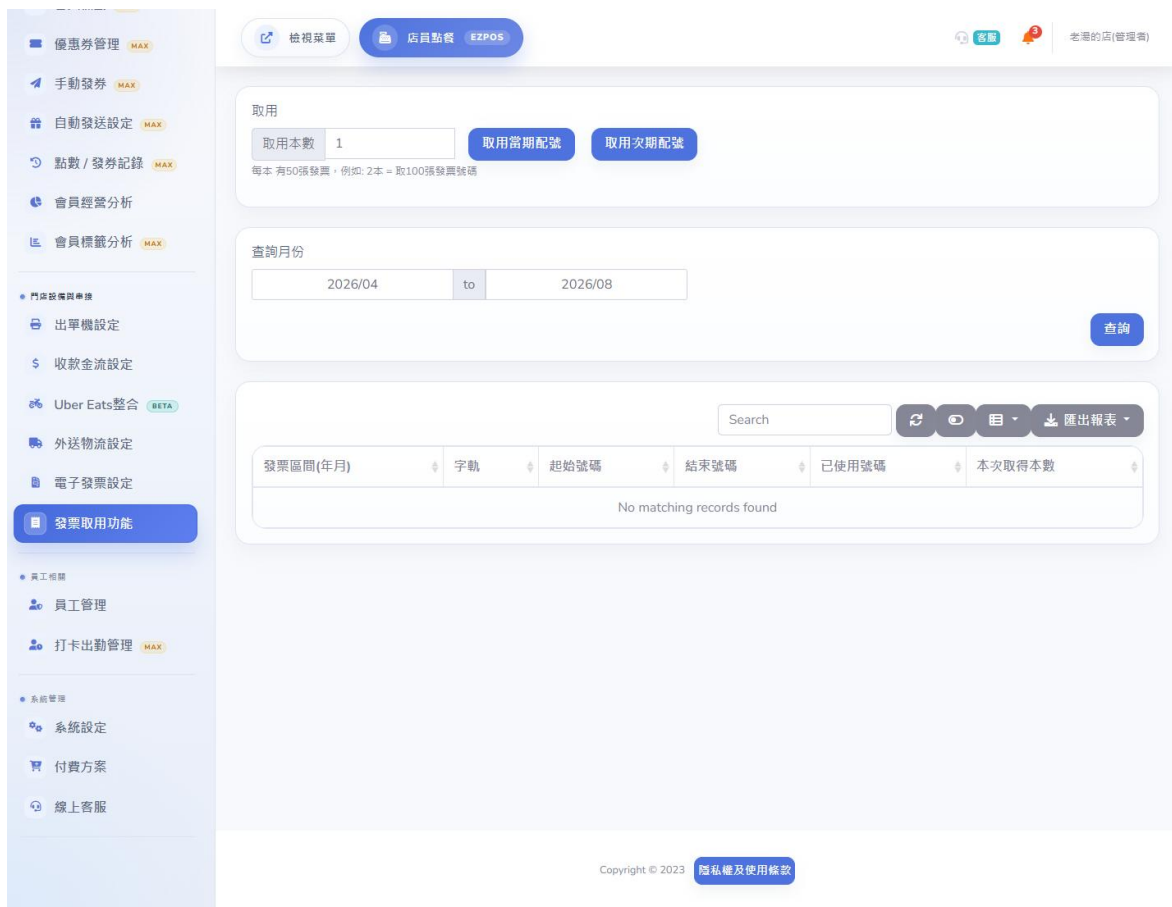 優惠券管理 MAX
手動發券 MAX
自動發送設定 MAX
點數 / 發券記錄 MAX
會員經營分析
會員標籤分析 MAX
門店設備與串接
出單機設定
收款金流設定
Uber Eats整合 BETA
外送物流設定
電子發票設定
發票取用功能
員工相關
員工管理
打卡出勤管理 MAX
系統管理
系統設定
付費方案
線上客服
檢視菜單
店員點餐 EZPOS
客服
3
老湯的店(管理者)
取用
取用本數 1 取用當期配號 取用次期配號
每本 有50張發票，例如: 2本 = 取100張發票號碼
查詢月份
2026/04 to 2026/08
查詢
Search 匯出報表
發票區間(年月) 字軌 起始號碼 結束號碼 已使用號碼 本次取得本數
No matching records found
Copyright © 2023 隱私權及使用條款